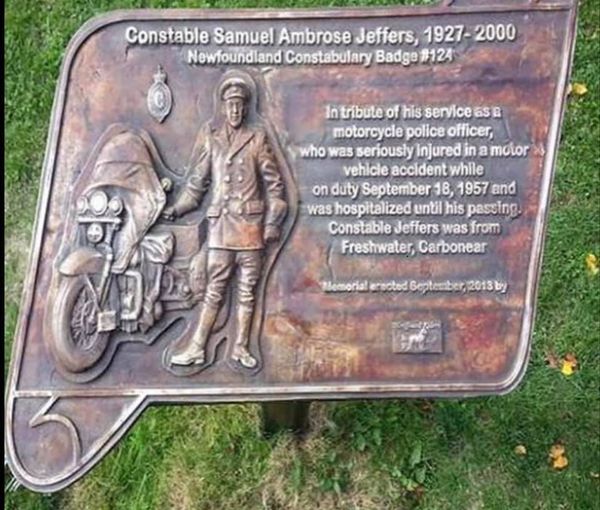 Constable Samuel Ambrose Jeffers, 1927-2000
Newfoundland Constabulary Badge #124
C
In tribute of his service as a
motorcycle police officer,
who was seriously injured in a motor
vehicle accident while
on duty September 18, 1957 and
was hospitalized until his passing.
Constable Jeffers was from
Freshwater, Carbonear
Memorial erected September, 2013 by